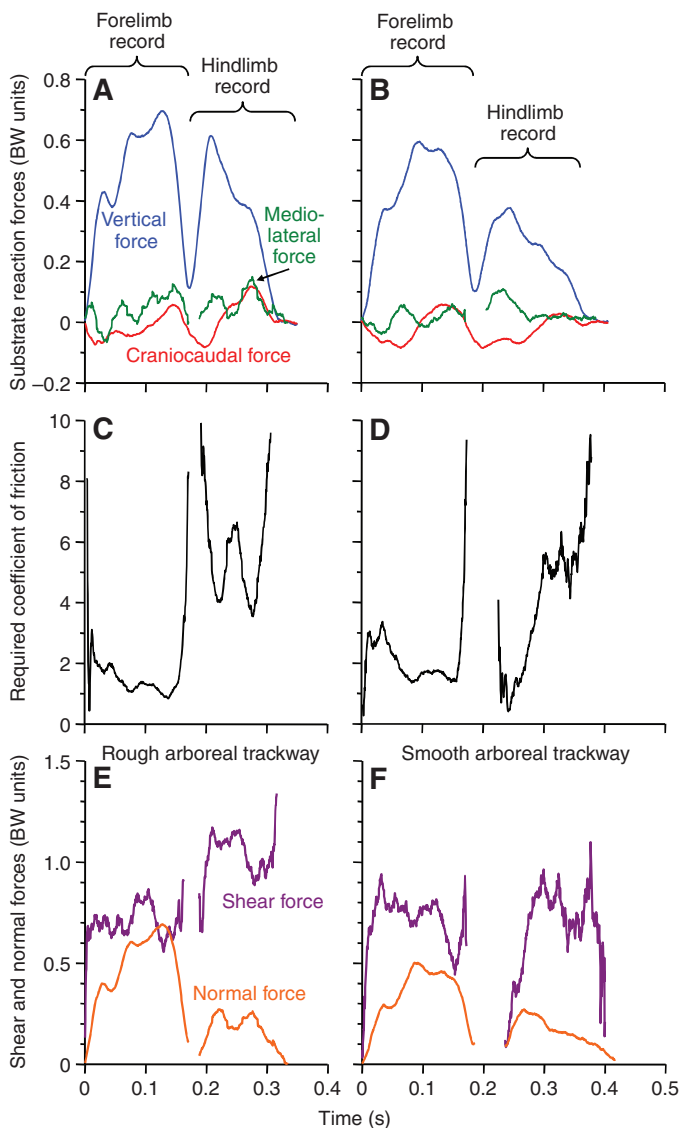 Forelimb
record
Hindlimb
record
Forelimb
record
Hindlimb
record
Substrate reaction forces (BW units)
0.8
0.6
0.4
0.2
0
–0.2
A
Vertical
force
Medio-
lateral
force
Craniocaudal force
B
Required coefficient of friction
10
8
6
4
2
0
C
D
Shear and normal forces (BW units)
1.5
1.0
0.5
0
Rough arboreal trackway
E
Shear force
Normal force
Smooth arboreal trackway
F
0 0.1 0.2 0.3 0.4 0 0.1 0.2 0.3 0.4 0.5
Time (s)